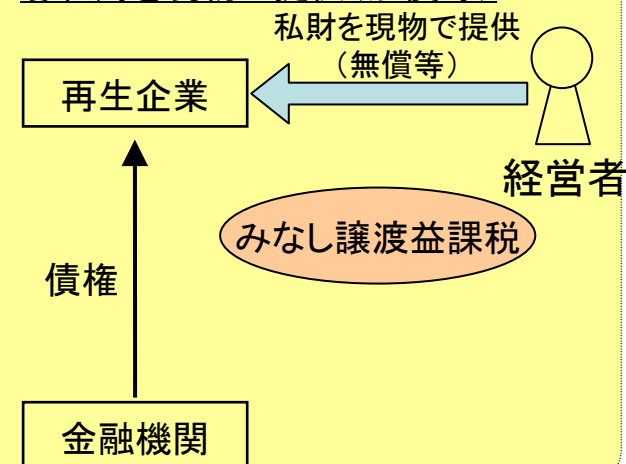 私財を現物で提供
（無償等）
再生企業
経営者
みなし譲渡益課税
債権
金融機関